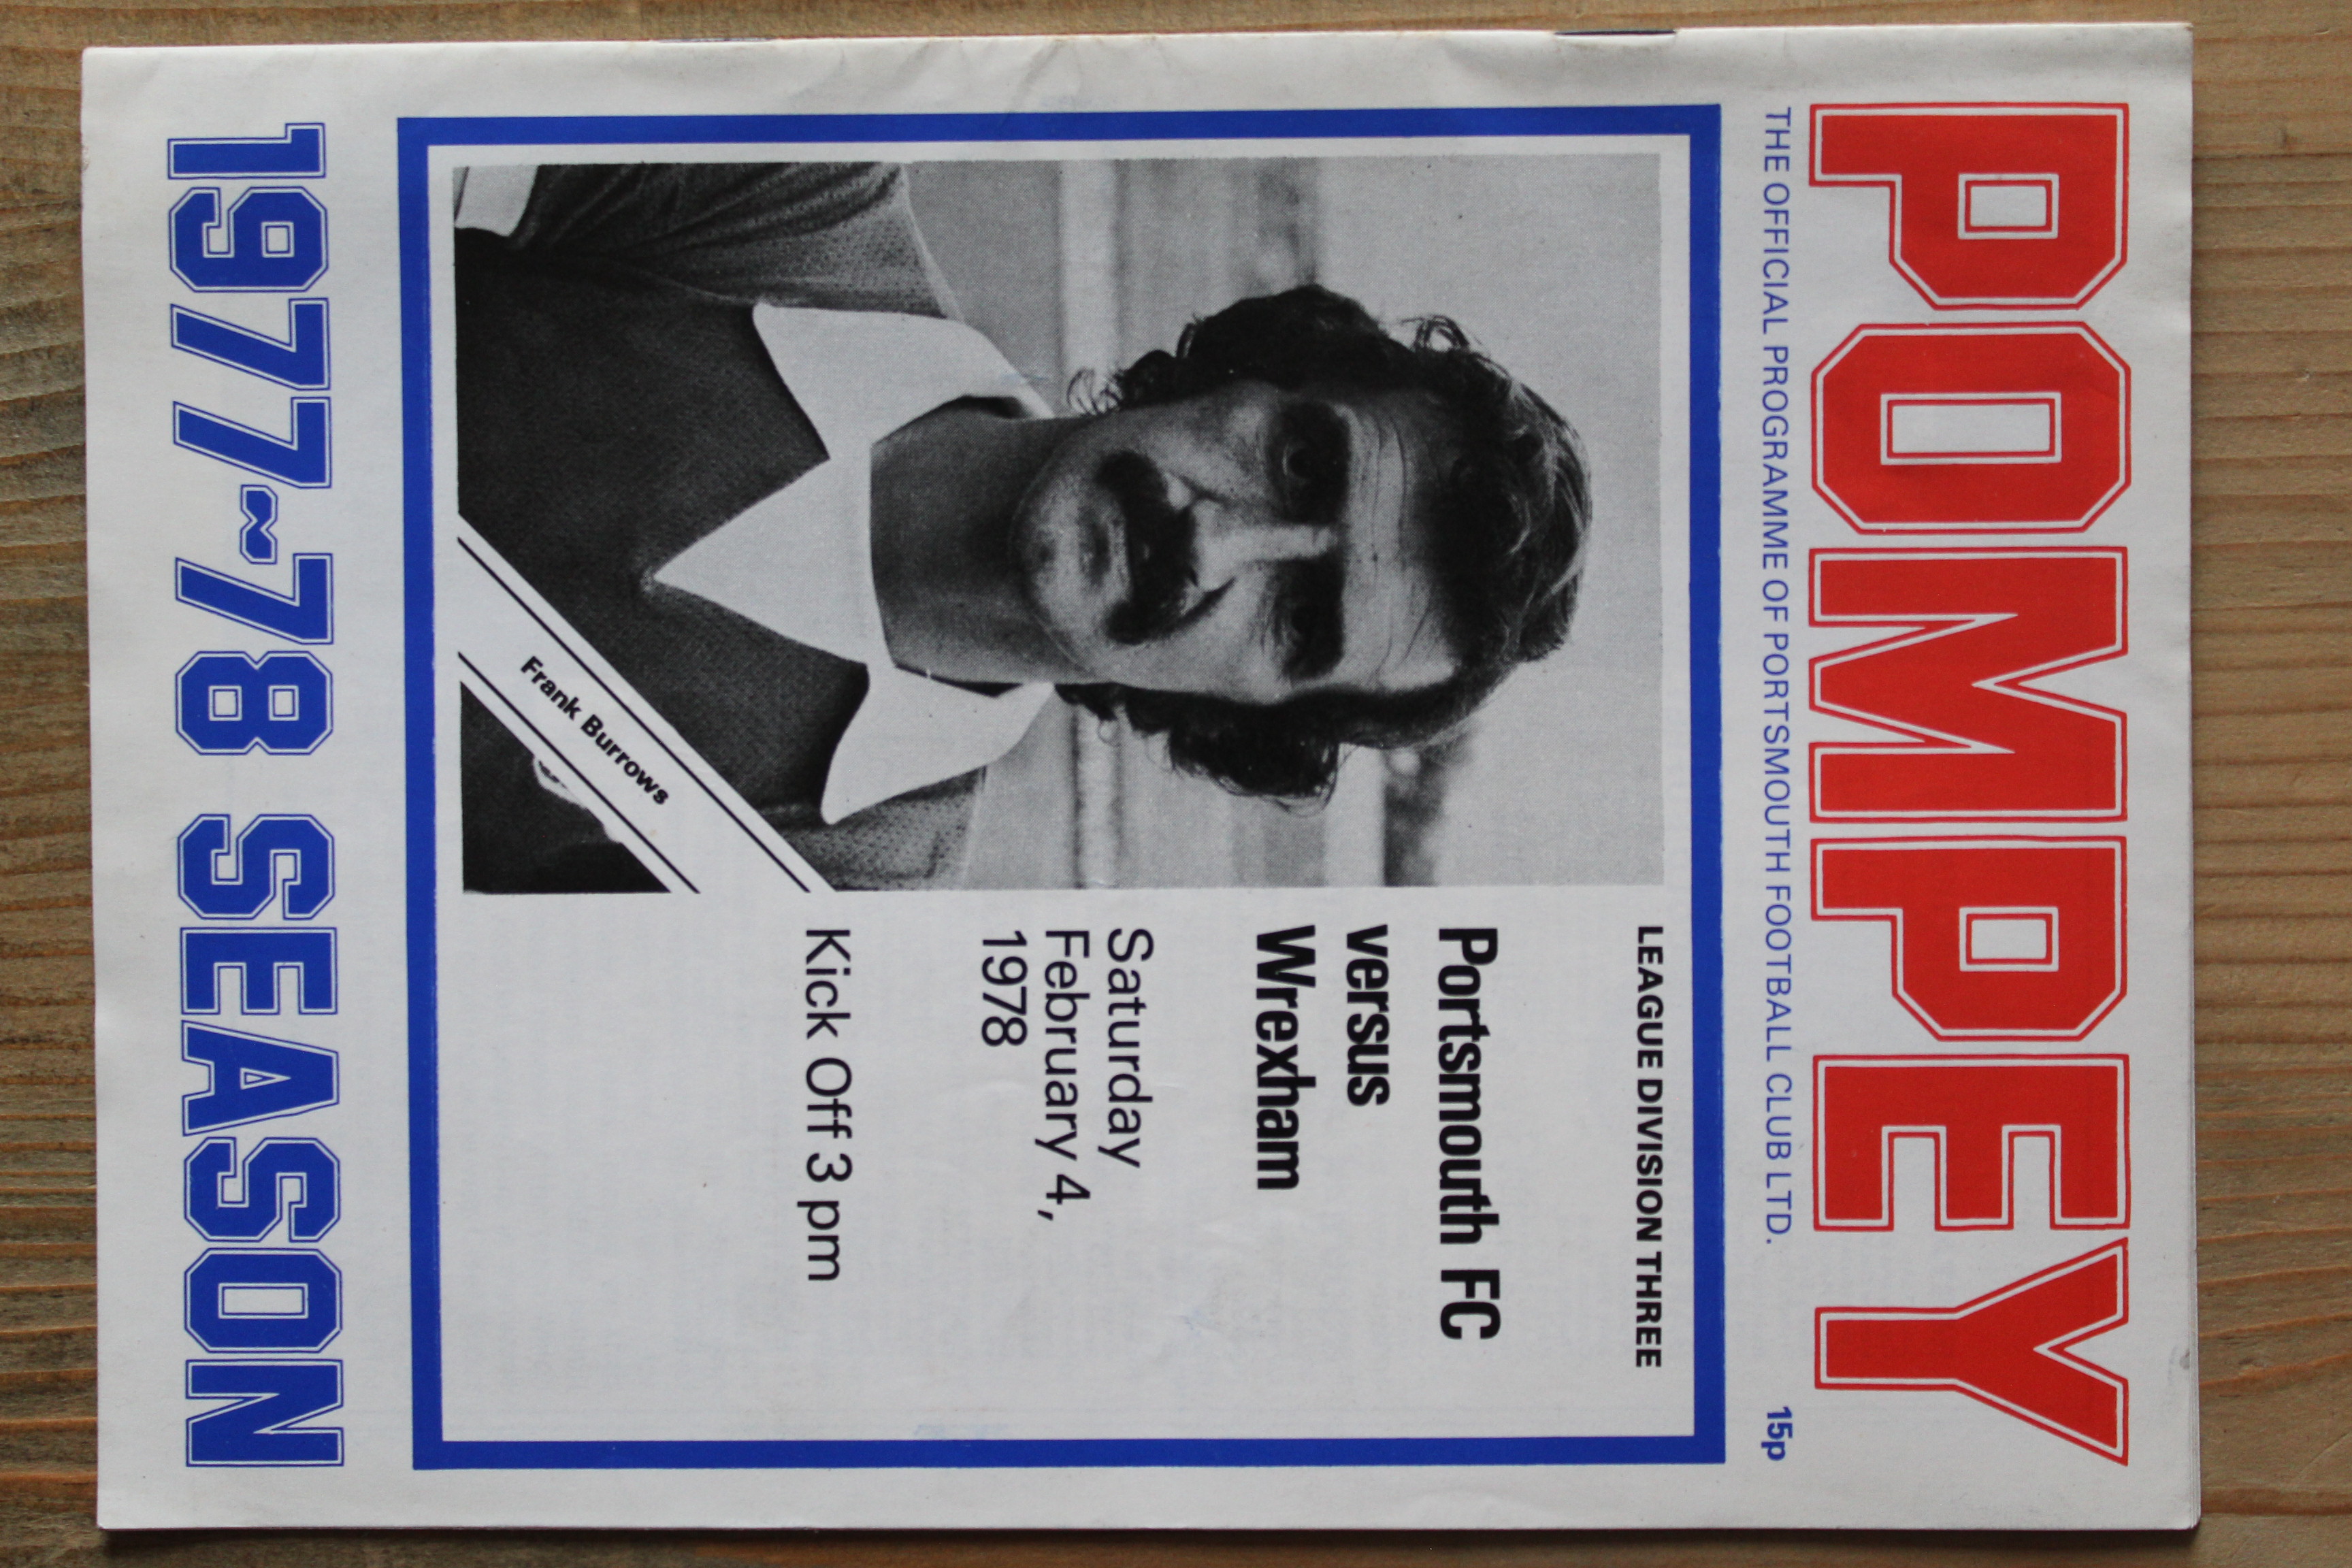 POMPEY
THE OFFICIAL PROGRAMME OF PORTSMOUTH FOOTBALL CLUB LTD. 15p
LEAGUE DIVISION THREE
Portsmouth FC
versus
Wrexham
Saturday
February 4,
1978
Kick Off 3 pm
Frank Burrows
1977~78 SEASON